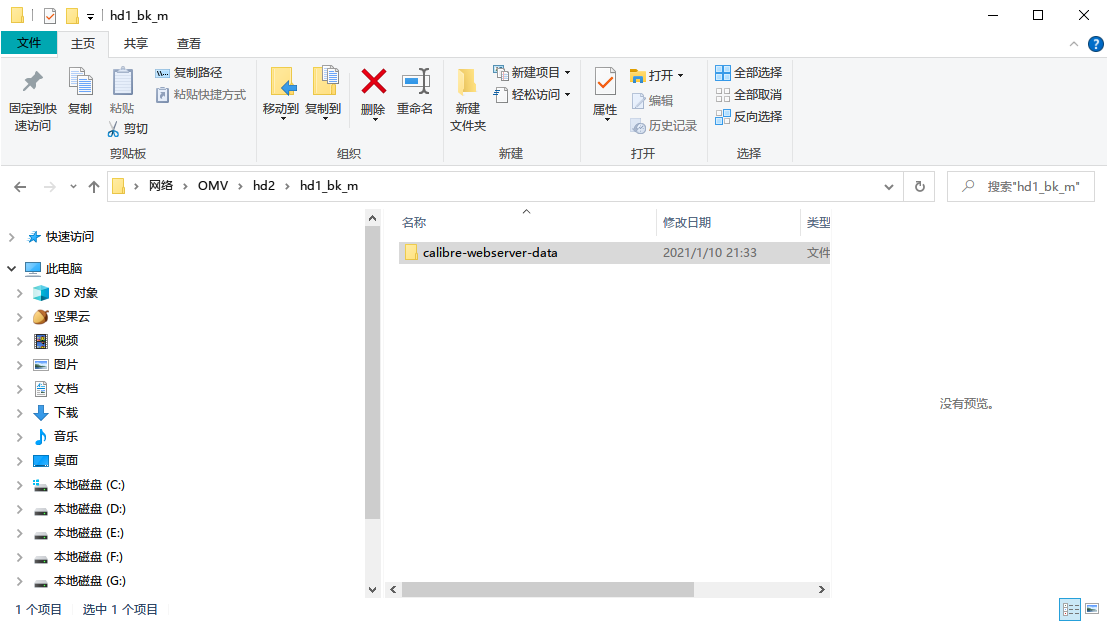 hd1_bk_m
文件 主页 共享 查看
固定到快速访问
复制
粘贴
复制路径
粘贴快捷方式
剪切
剪贴板
移动到
复制到
删除
重命名
组织
新建文件夹
新建项目
轻松访问
新建
属性
打开
编辑
历史记录
打开
全部选择
全部取消
反向选择
选择
网络 › OMV › hd2 › hd1_bk_m
搜索"hd1_bk_m"
快速访问
此电脑
3D 对象
坚果云
视频
图片
文档
下载
音乐
桌面
本地磁盘 (C:)
本地磁盘 (D:)
本地磁盘 (E:)
本地磁盘 (F:)
本地磁盘 (G:)
名称 修改日期 类型
calibre-webserver-data 2021/1/10 21:33 文件
没有预览。
1 个项目 选中 1 个项目